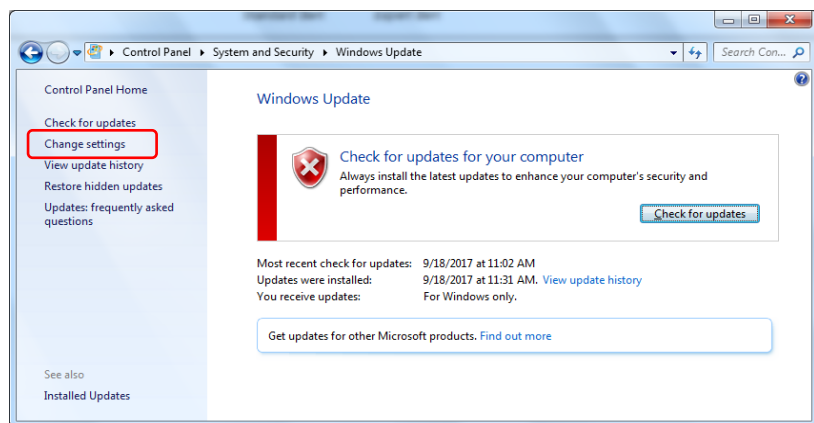 Control Panel ▸ System and Security ▸ Windows Update
Search Con...
Control Panel Home
Check for updates
Change settings
View update history
Restore hidden updates
Updates: frequently asked
questions
See also
Installed Updates
Windows Update
Check for updates for your computer
Always install the latest updates to enhance your computer's security and
performance.
Check for updates
Most recent check for updates: 9/18/2017 at 11:02 AM
Updates were installed: 9/18/2017 at 11:31 AM. View update history
You receive updates: For Windows only.
Get updates for other Microsoft products. Find out more